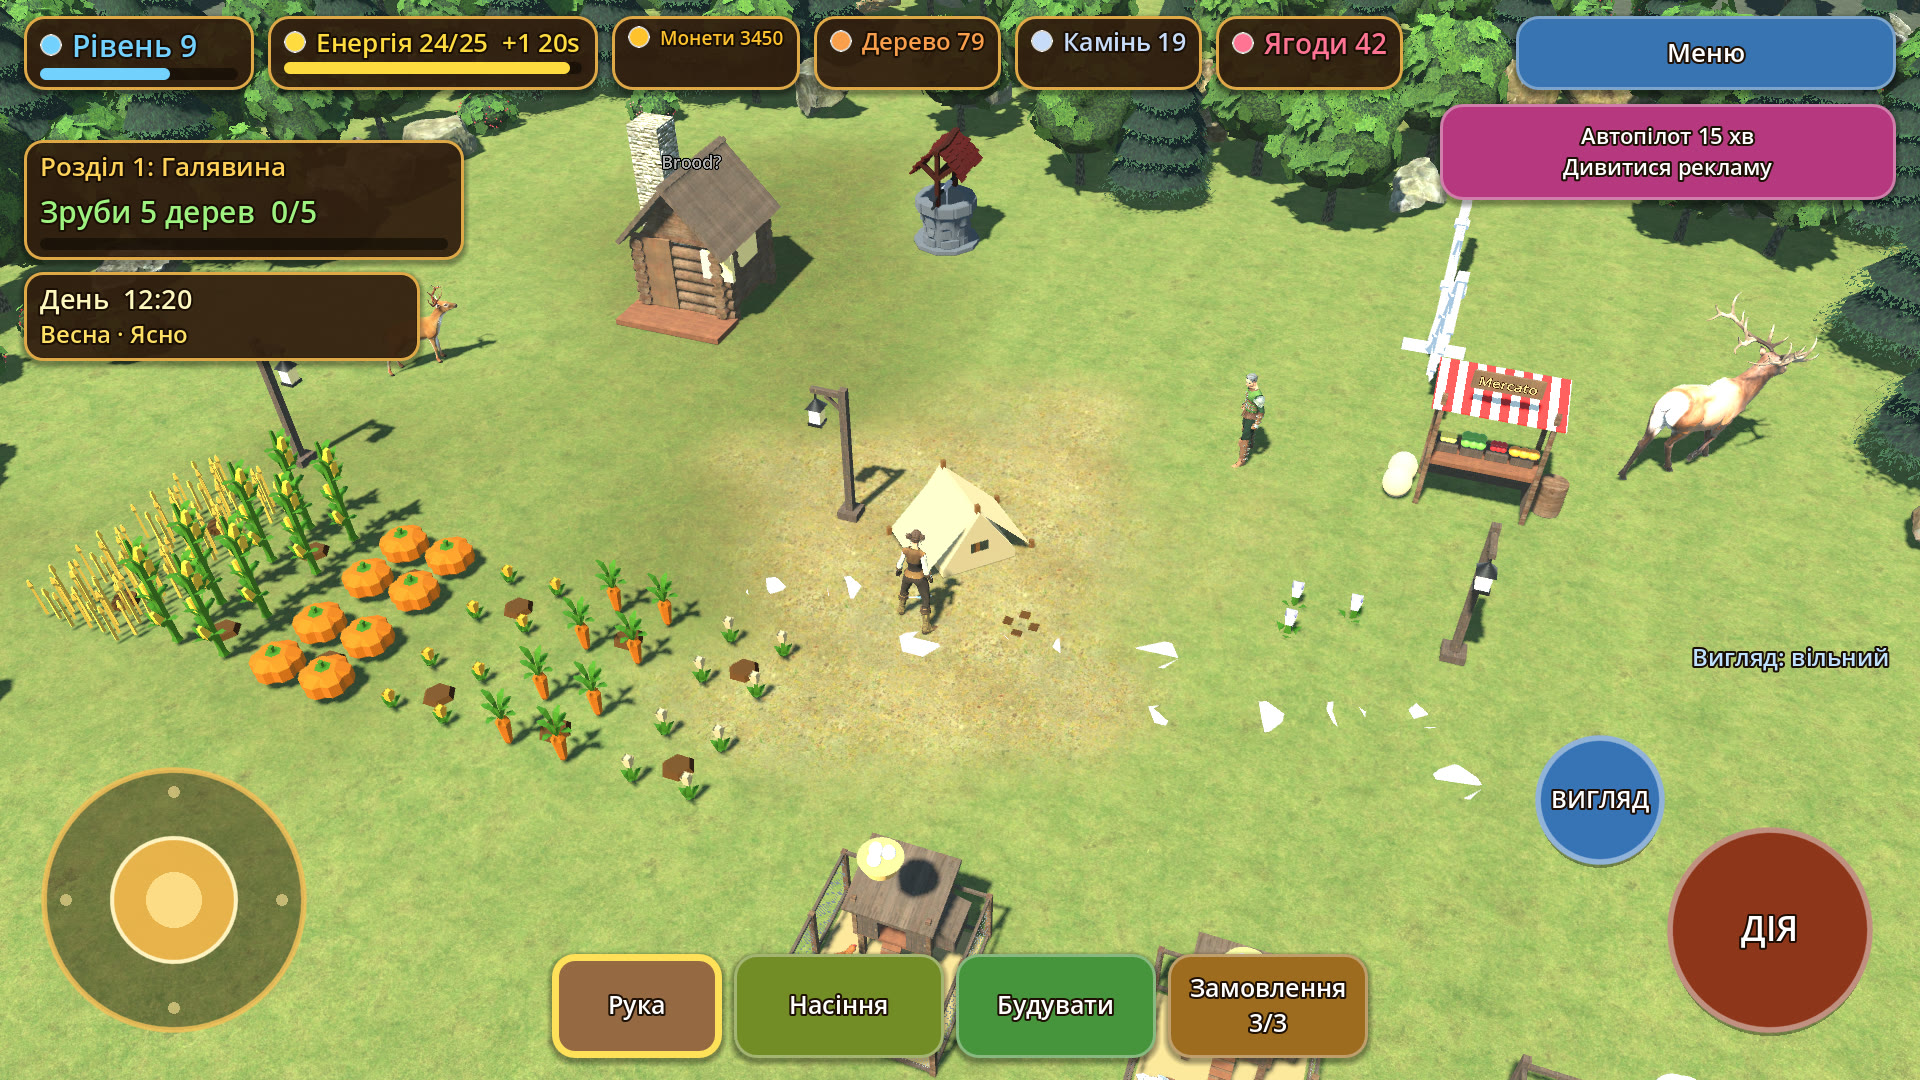 Рівень 9
Енергія 24/25 +1 20s
Монети 3450
Дерево 79
Камінь 19
Ягоди 42
Меню
Автопілот 15 хв
Дивитися рекламу
Розділ 1: Галявина
Зруби 5 дерев 0/5
День 12:20
Весна · Ясно
Brood?
Mercato
Вигляд: вільний
ВИГЛЯД
ДІЯ
Рука
Насіння
Будувати
Замовлення
3/3